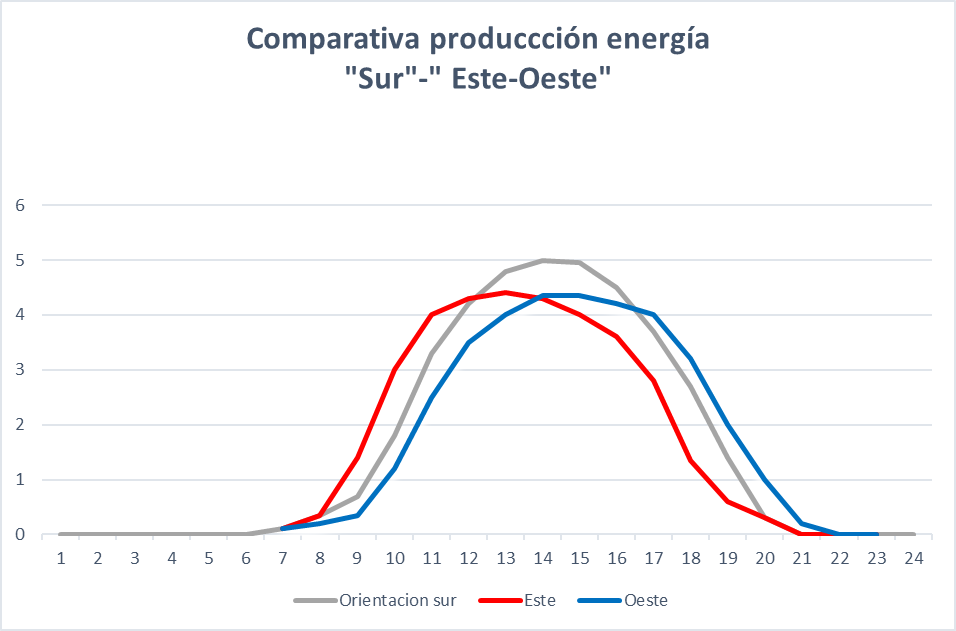 Comparativa produccción energía
"Sur"-" Este-Oeste"
6
5
4
3
2
1
0
1 2 3 4 5 6 7 8 9 10 11 12 13 14 15 16 17 18 19 20 21 22 23 24
Orientacion sur Este Oeste